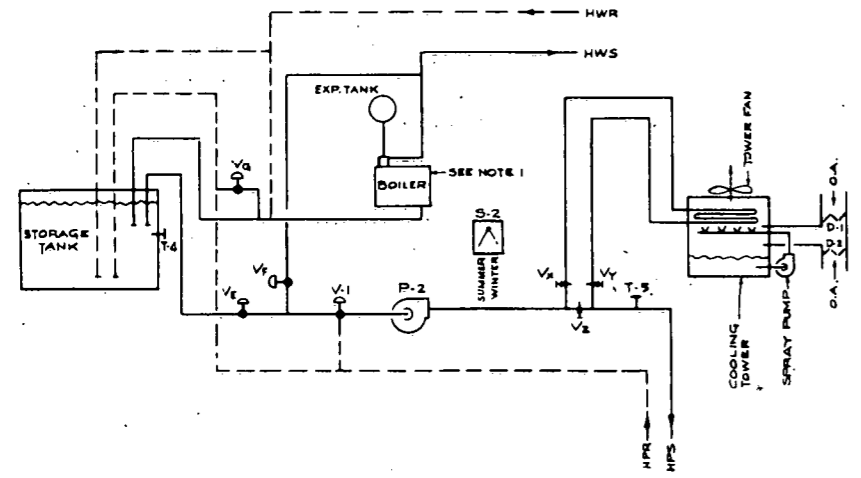 HWR
HWS
EXP. TANK
BOILER
SEE NOTE 1
TOWER FAN
O.A.
VG
S-2
SUMMER
WINTER
STORAGE
TANK
T-4
D-1
D-2
VF
P-2
VX
VY
T-5
VE
V-1
VZ
O.A.
COOLING
TOWER
SPRAY PUMP
HPR
HPS